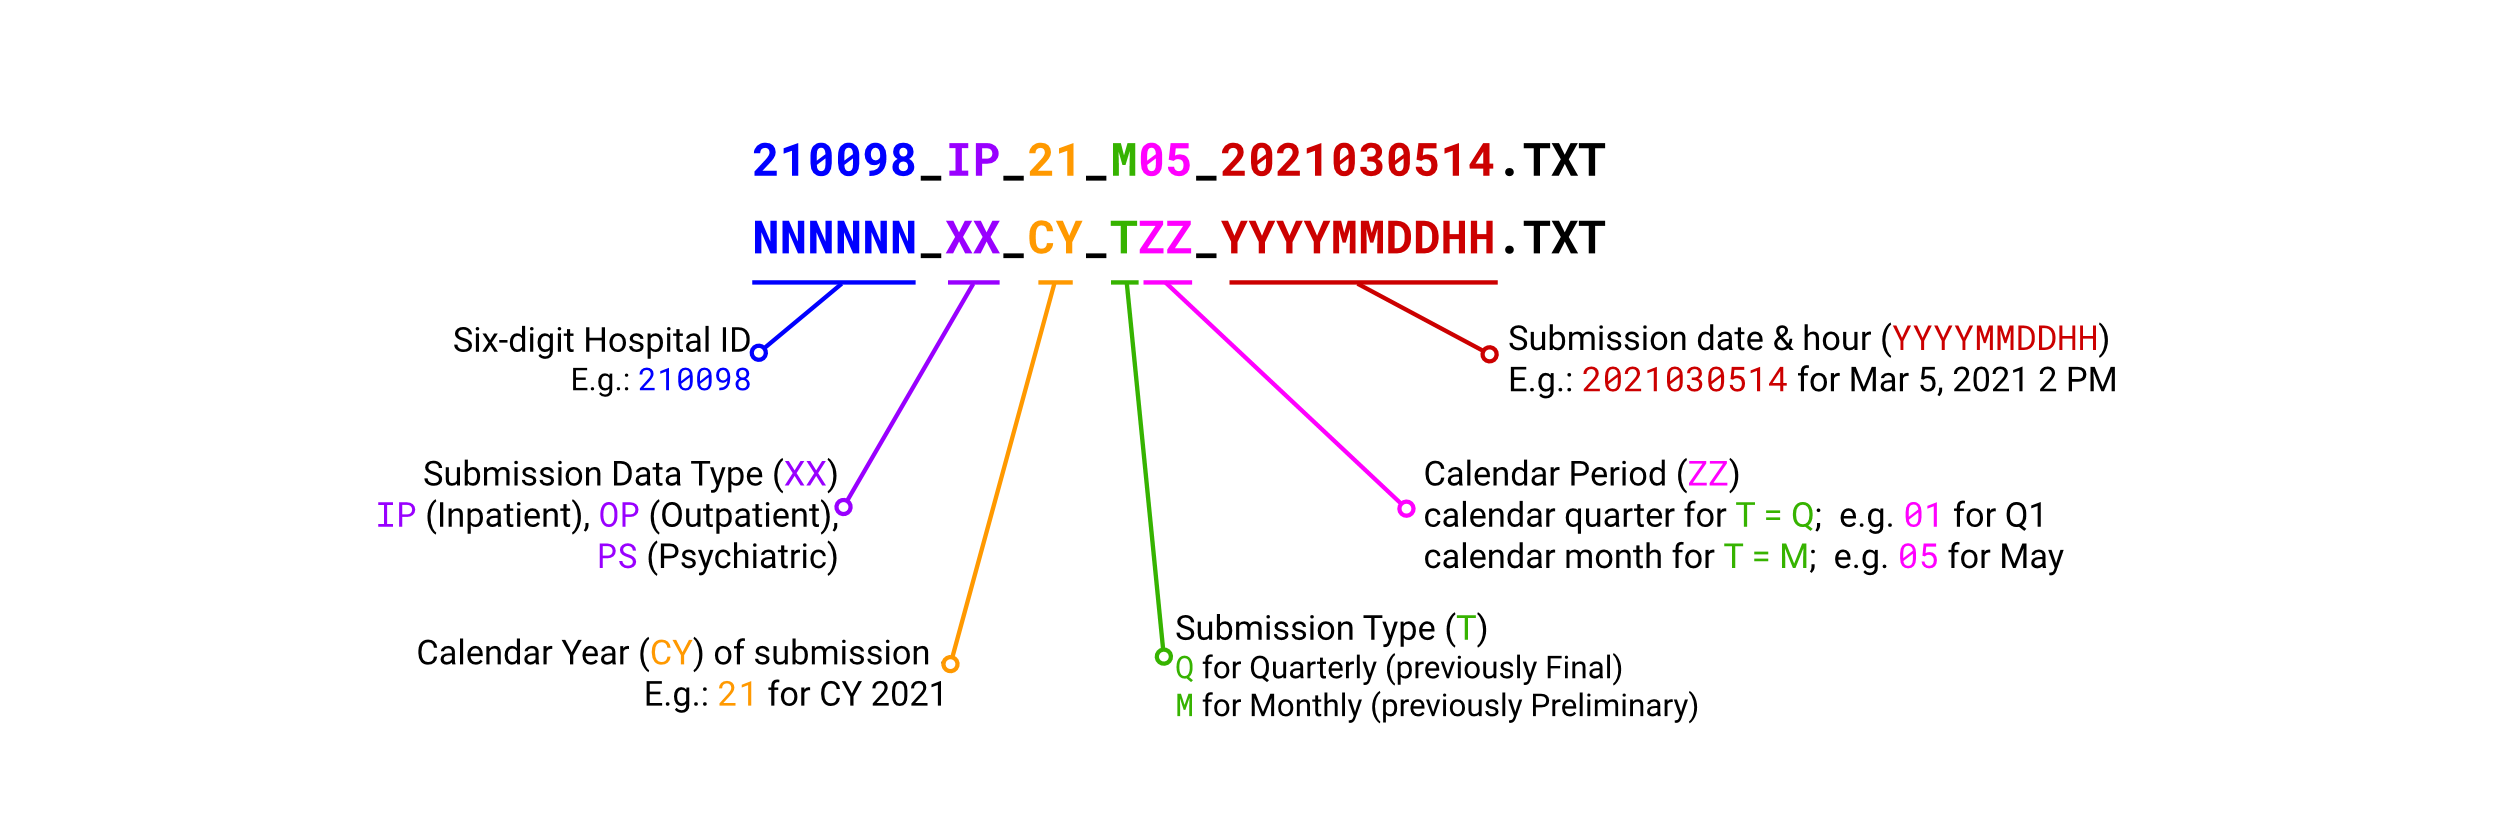 210098_IP_21_M05_2021030514.TXT
NNNNNN_XX_CY_TZZ_YYYYMMDDHH.TXT
Six-digit Hospital ID
E.g.: 210098
Submission date & hour (YYYYMMDDHH)
E.g.: 2021030514 for Mar 5, 2021 2 PM
Submission Data Type (XX)
IP (Inpatient), OP (Outpatient),
PS (Psychiatric)
Calendar Period (ZZ)
calendar quarter for T = Q; e.g. 01 for Q1
calendar month for T = M; e.g. 05 for May
Calendar Year (CY) of submission
E.g.: 21 for CY 2021
Submission Type (T)
Q for Quarterly (previously Final)
M for Monthly (previously Preliminary)